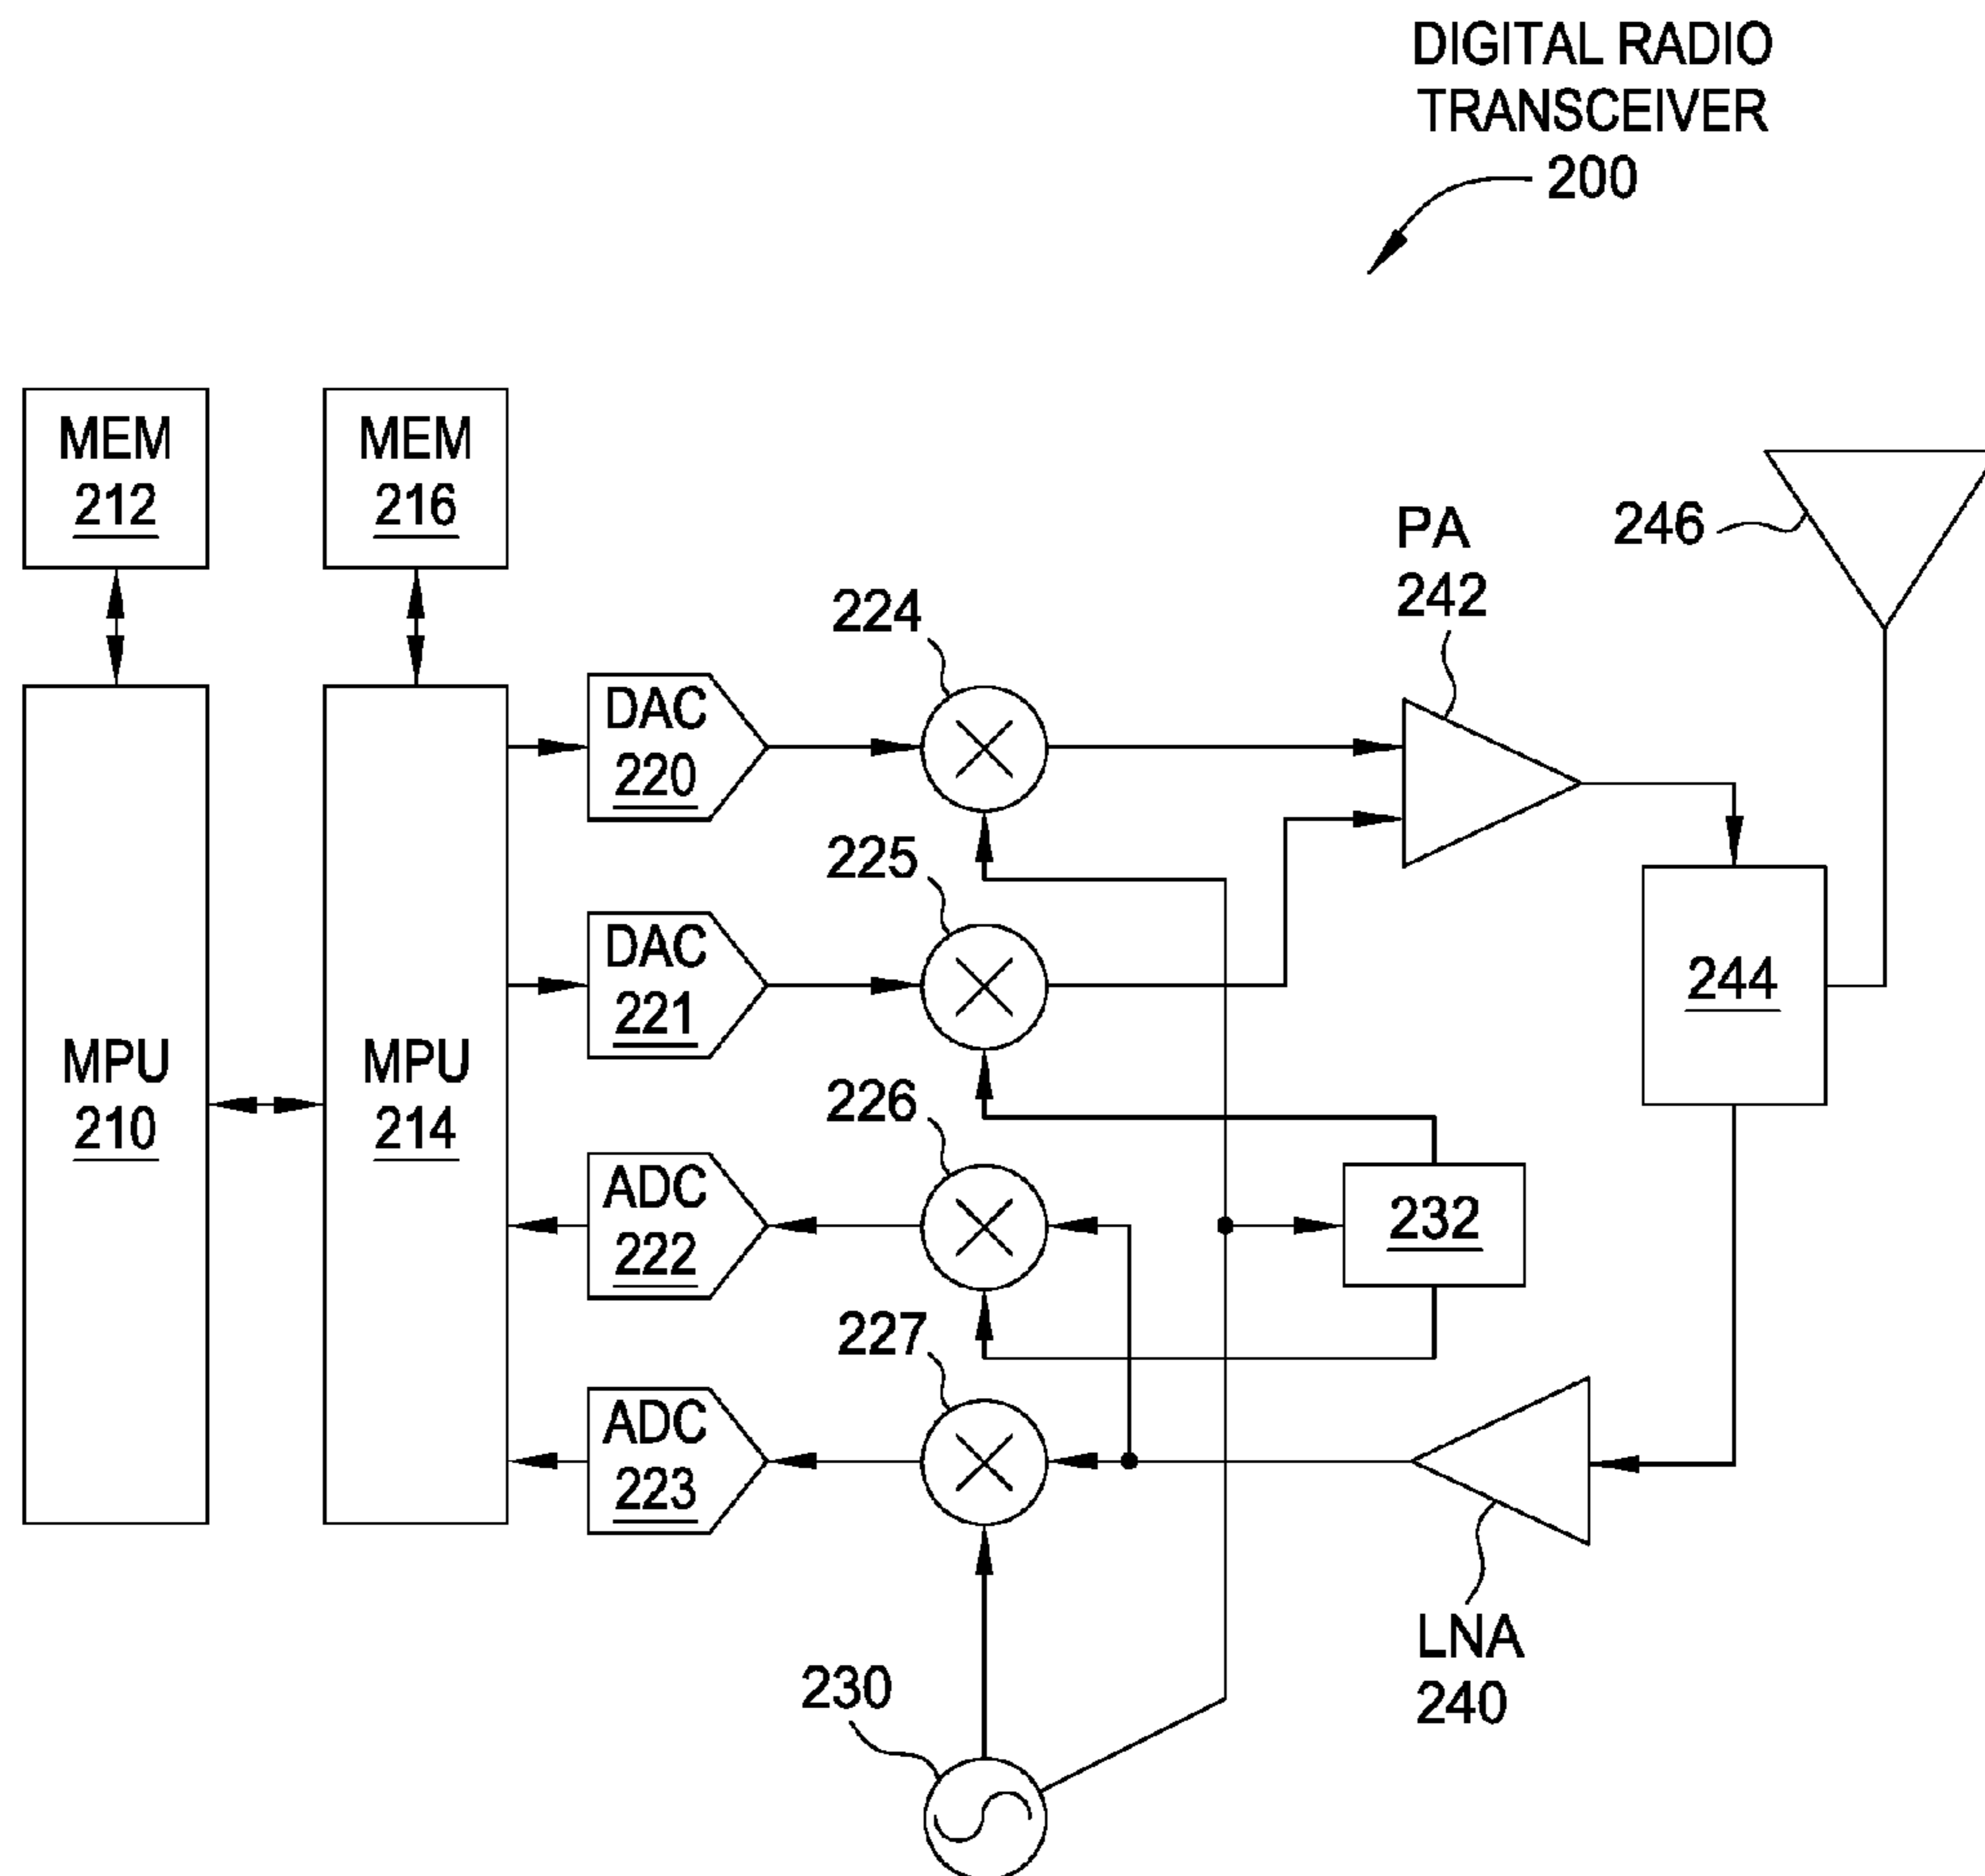 DIGITAL RADIO
TRANSCEIVER
200
MEM
212
MEM
216
PA
242
246
224
DAC
220
225
DAC
221
244
MPU
210
MPU
214
226
ADC
222
232
227
ADC
223
LNA
240
230